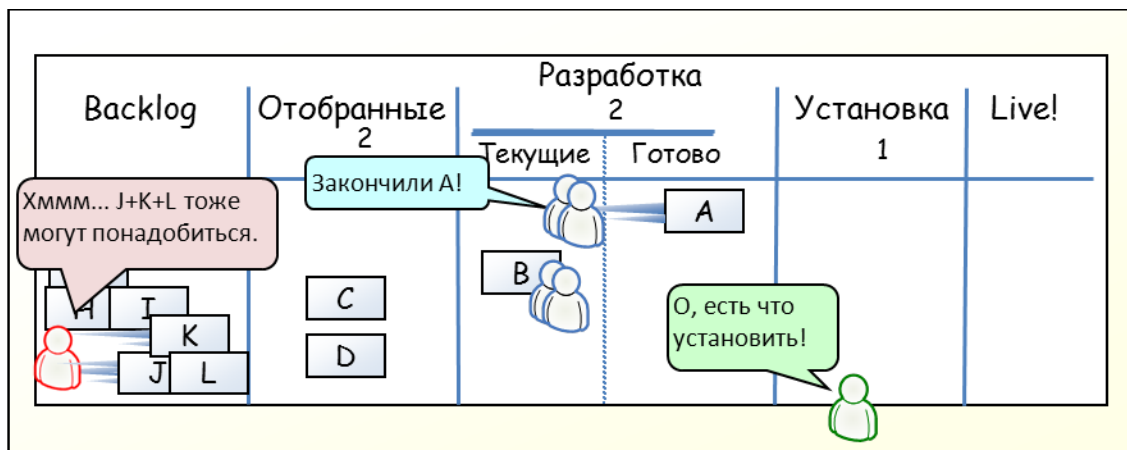 Разработка
Backlog
Отобранные
2
2
Установка
1
Live!
Текущие
Готово
Закончили А!
Хммм... J+K+L тоже
могут понадобиться.
A
B
C
D
I
K
J
L
О, есть что
установить!